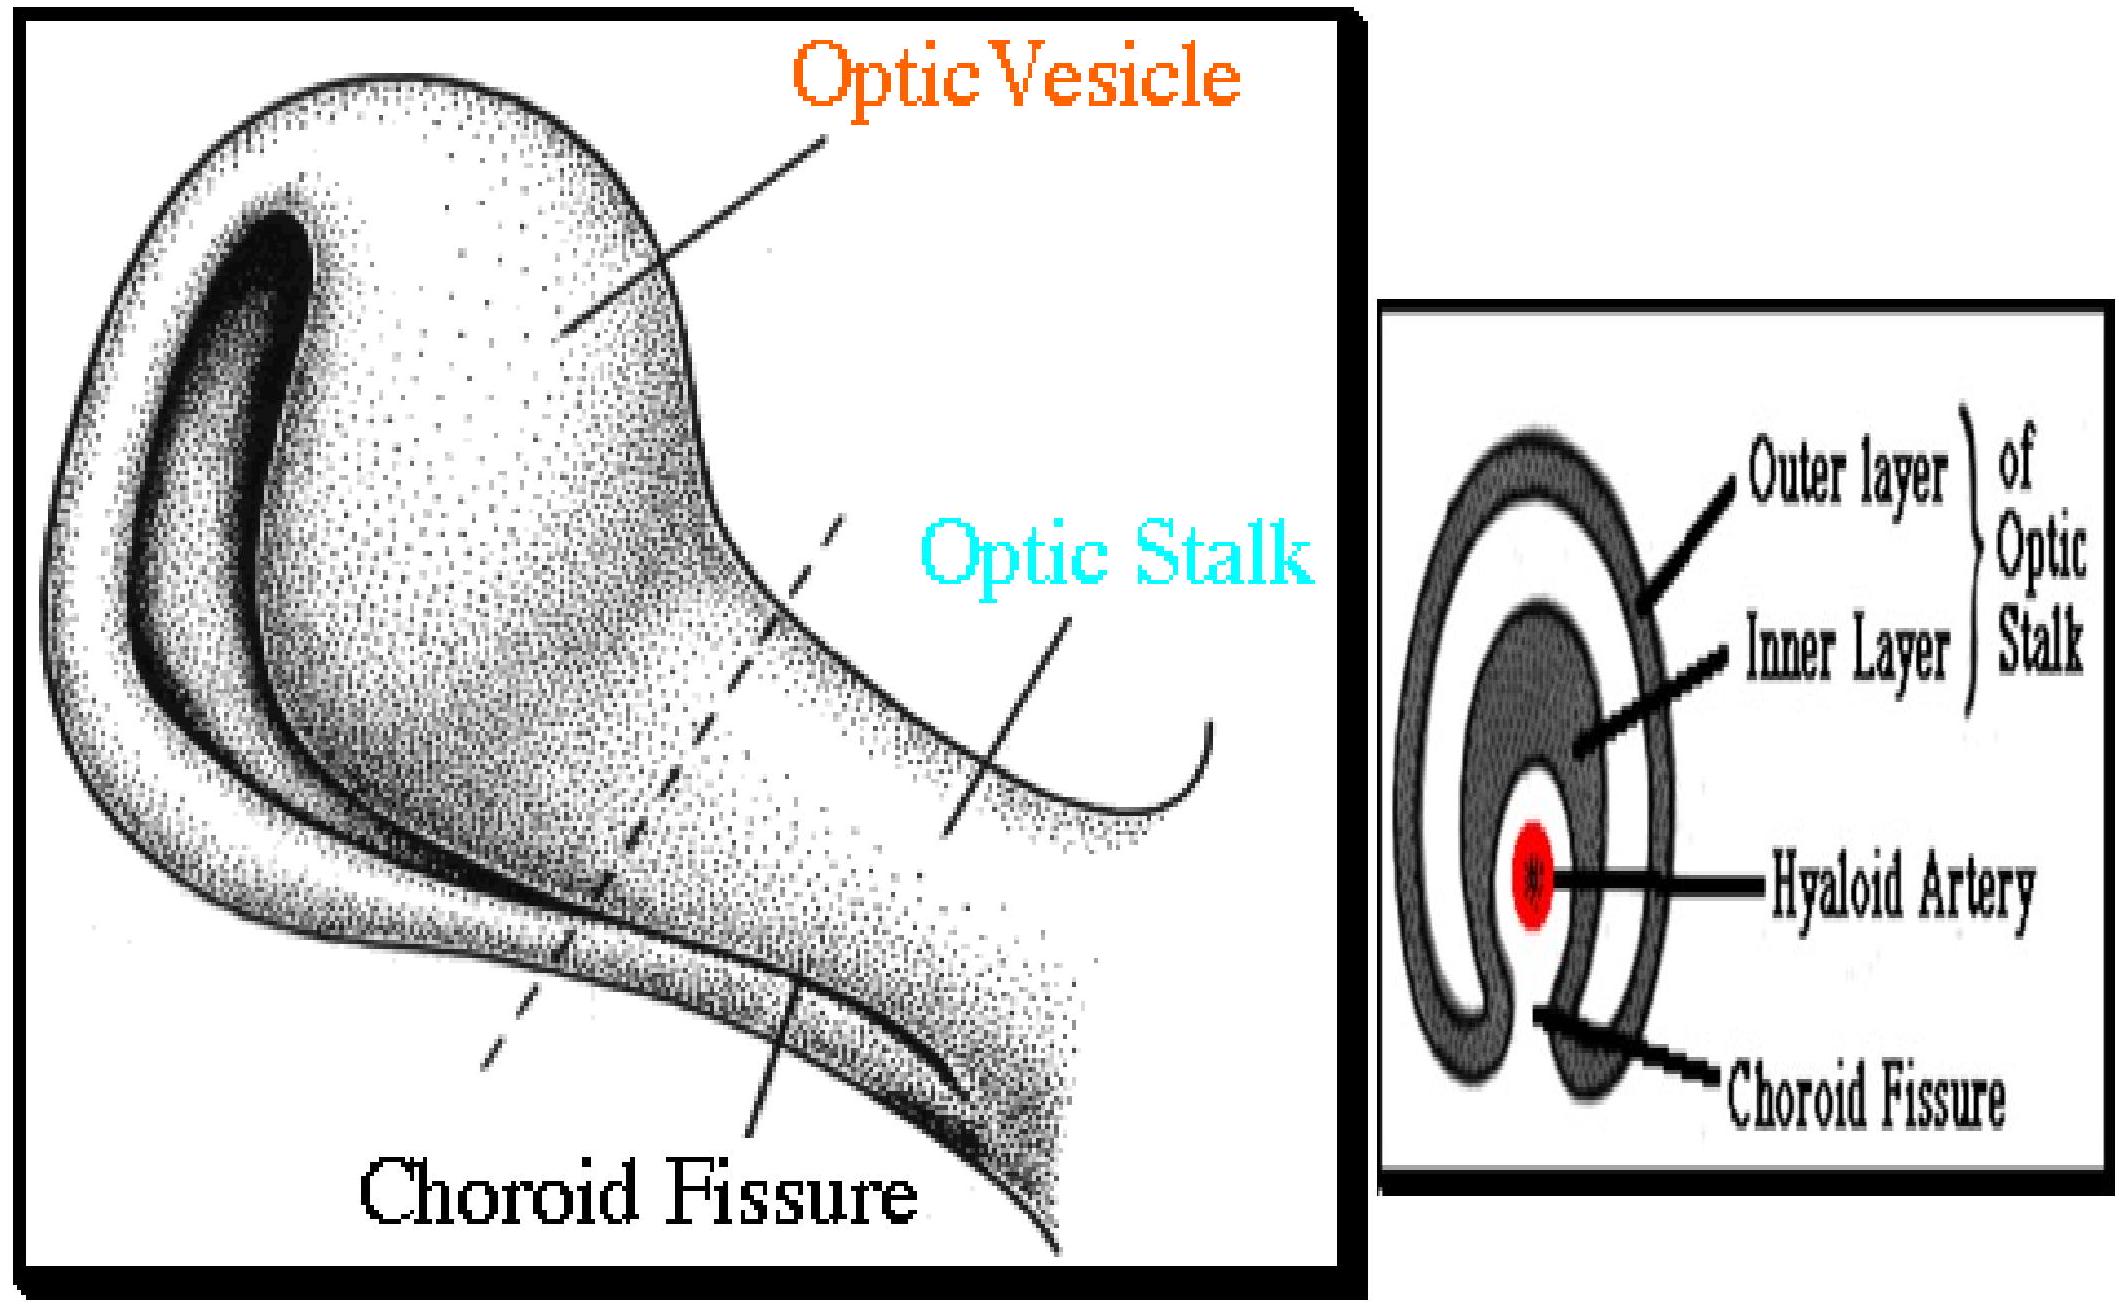 Optic Vesicle
Optic Stalk
Choroid Fissure
Outer layer
Inner Layer
of
Optic
Stalk
Hyaloid Artery
Choroid Fissure